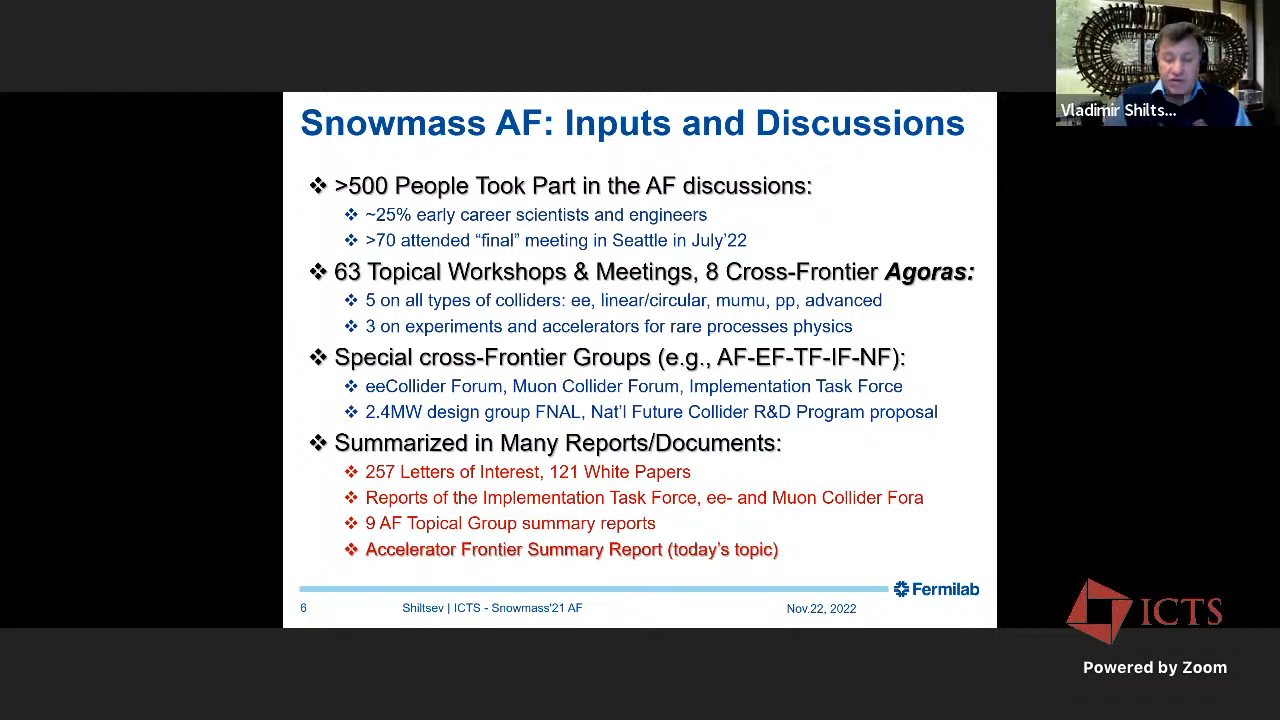 Vladimir Shilts...
Snowmass AF: Inputs and Discussions
❖ >500 People Took Part in the AF discussions:
❖ ~25% early career scientists and engineers
❖ >70 attended “final” meeting in Seattle in July’22
❖ 63 Topical Workshops & Meetings, 8 Cross-Frontier Agoras:
❖ 5 on all types of colliders: ee, linear/circular, mumu, pp, advanced
❖ 3 on experiments and accelerators for rare processes physics
❖ Special cross-Frontier Groups (e.g., AF-EF-TF-IF-NF):
❖ eeCollider Forum, Muon Collider Forum, Implementation Task Force
❖ 2.4MW design group FNAL, Nat’l Future Collider R&D Program proposal
❖ Summarized in Many Reports/Documents:
❖ 257 Letters of Interest, 121 White Papers
❖ Reports of the Implementation Task Force, ee- and Muon Collider Fora
❖ 9 AF Topical Group summary reports
❖ Accelerator Frontier Summary Report (today’s topic)
Fermilab
6 Shiltsev | ICTS - Snowmass'21 AF Nov.22, 2022
ICTS
Powered by Zoom